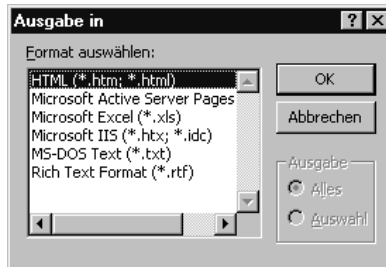 Ausgabe in
Format auswählen:
HTML (*.htm; *.html)
Microsoft Active Server Pages
Microsoft Excel (*.xls)
Microsoft IIS (*.htx; *.idc)
MS-DOS Text (*.txt)
Rich Text Format (*.rtf)
OK
Abbrechen
Ausgabe
Alles
Auswahl